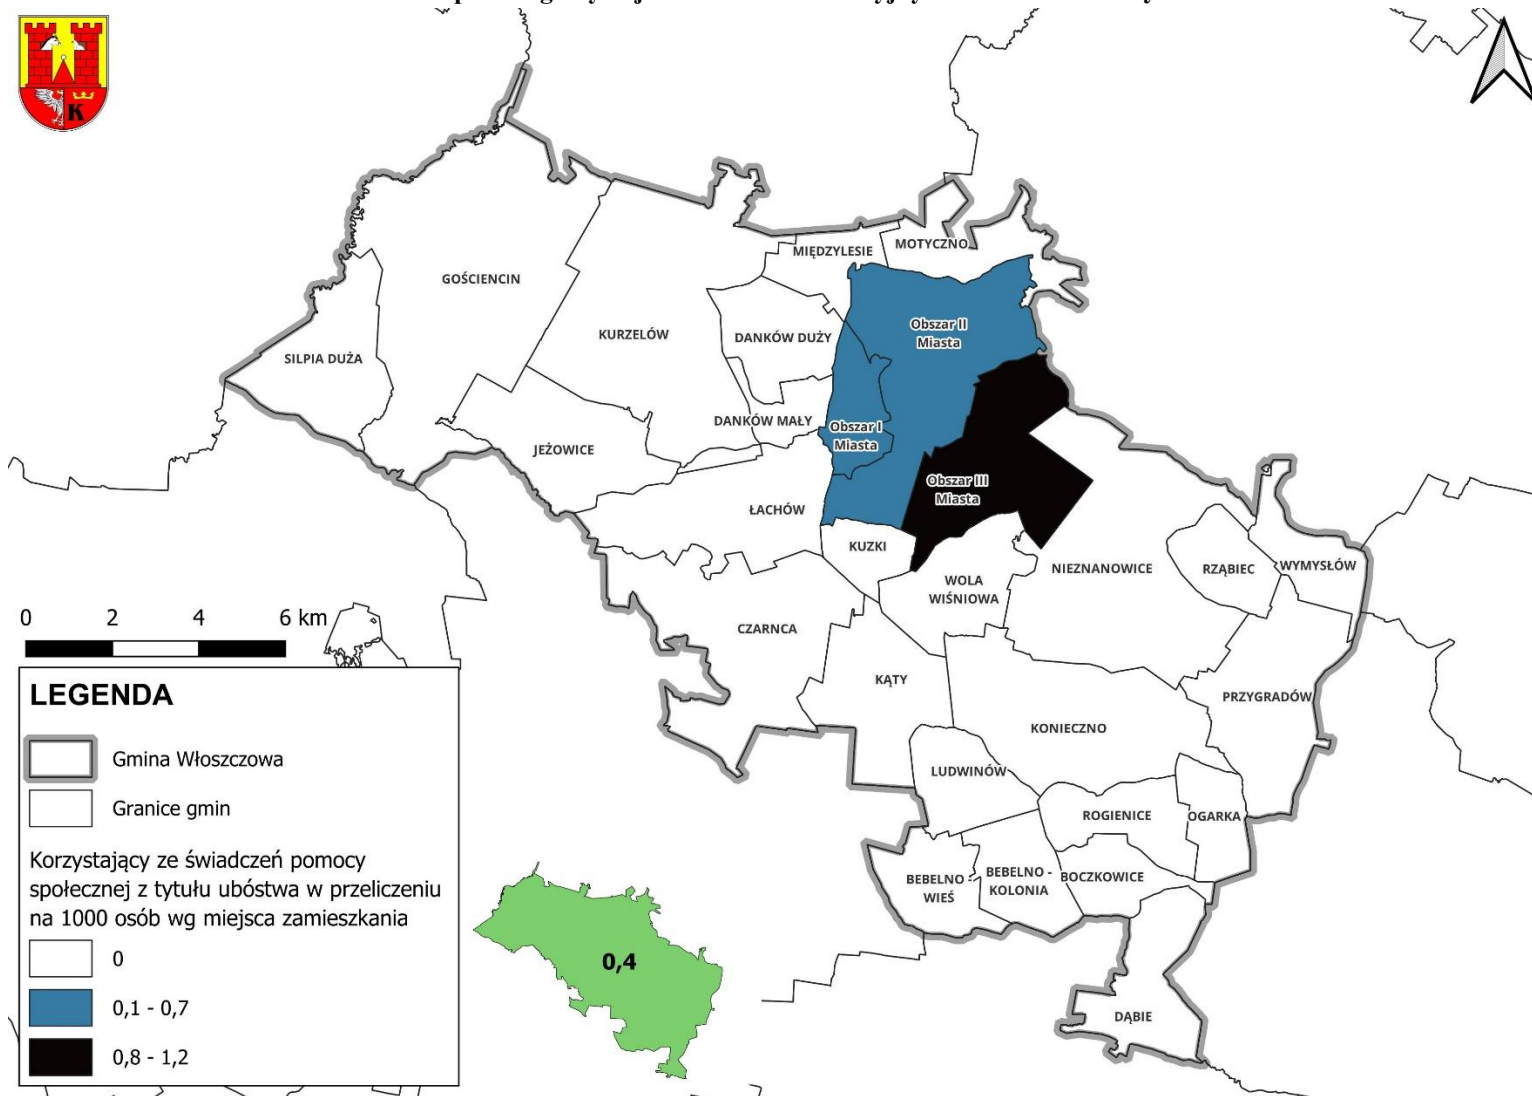 K
MIĘDZYLESIE
MOTYCZNO
GOŚCIENCIN
Obszar II
Miasta
KURZELÓW
DANKÓW DUŻY
SILPIA DUŻA
DANKÓW MAŁY
Obszar I
Miasta
JEŻOWICE
Obszar III
Miasta
ŁACHÓW
KUZKI
NIEZNANOWICE
RZĄBIEC
WYMYSŁÓW
WOLA
WIŚNIOWA
0 2 4 6 km
CZARNCA
KĄTY
PRZYGRADÓW
KONIECZNO
LUDWINÓW
ROGIENICE
OGARKA
BEBELNO -
WIEŚ
BEBELNO -
KOLONIA
BOCZKOWICE
DĄBIE
LEGENDA
Gmina Włoszczowa
Granice gmin
Korzystający ze świadczeń pomocy
społecznej z tytułu ubóstwa w przeliczeniu
na 1000 osób wg miejsca zamieszkania
0
0,1 - 0,7
0,8 - 1,2
0,4